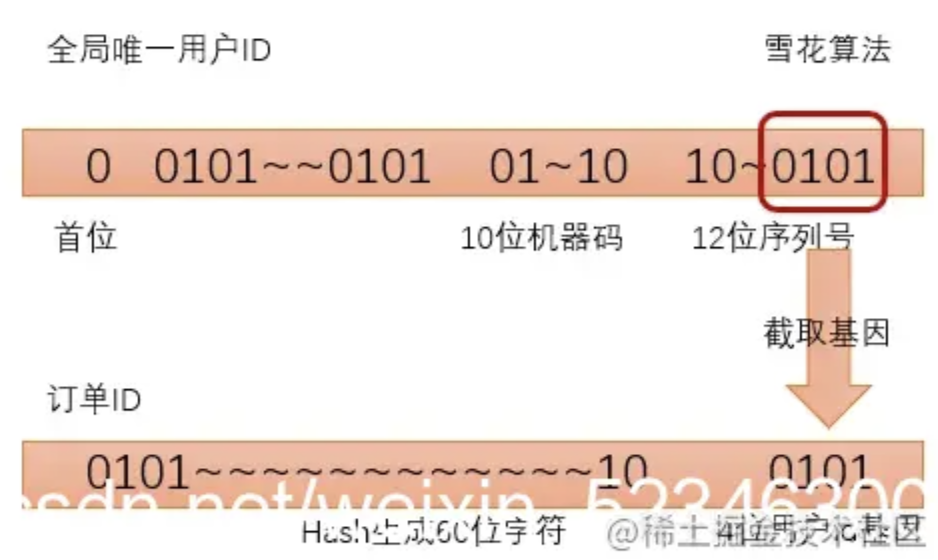 全局唯一用户ID 雪花算法
0 0101~~0101 01~10 10~0101
首位 10位机器码 12位序列号
截取基因
订单ID
0101~~~~~~~~~~~~10 0101
csdn.net/weixin_52346300
Hash生成60位字符 4位用户id基因
@稀土掘金技术社区